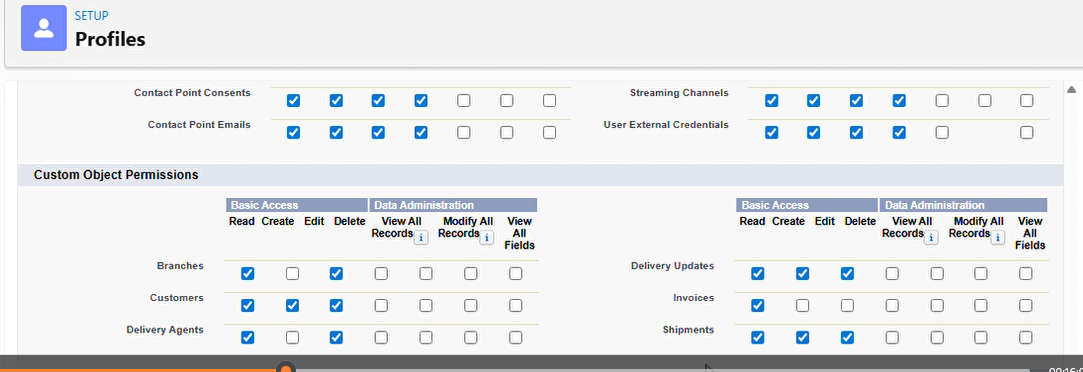 SETUP
Profiles
Contact Point Consents
Streaming Channels
Contact Point Emails
User External Credentials
Custom Object Permissions
Basic Access Data Administration
Basic Access Data Administration
Read Create Edit Delete View All Records i Modify All Records i View All Fields
Read Create Edit Delete View All Records i Modify All Records i View All Fields
Branches
Delivery Updates
Customers
Invoices
Delivery Agents
Shipments